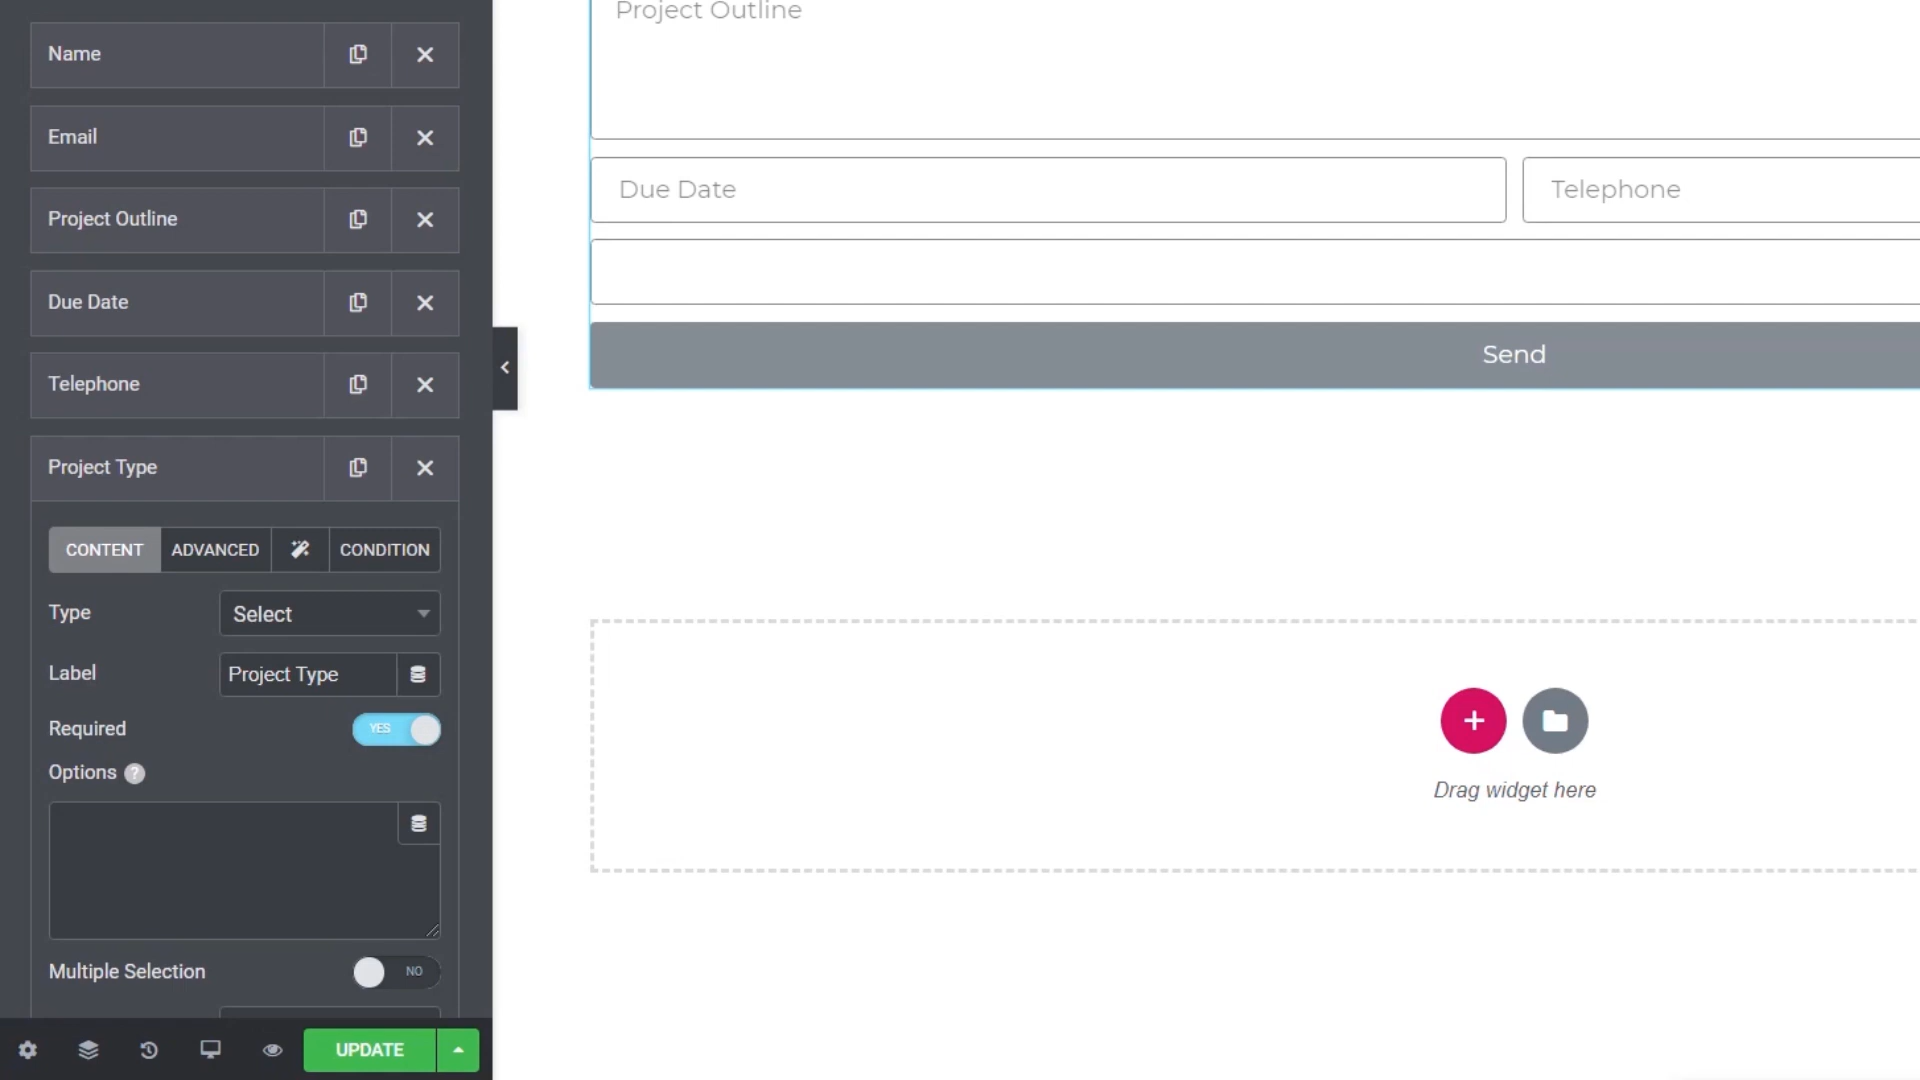 Name
Email
Project Outline
Due Date
Telephone
Project Type
CONTENT
ADVANCED
CONDITION
Type
Select
Label
Project Type
Required
YES
Options ?
Multiple Selection
NO
UPDATE
Project Outline
Due Date
Telephone
Send
Drag widget here